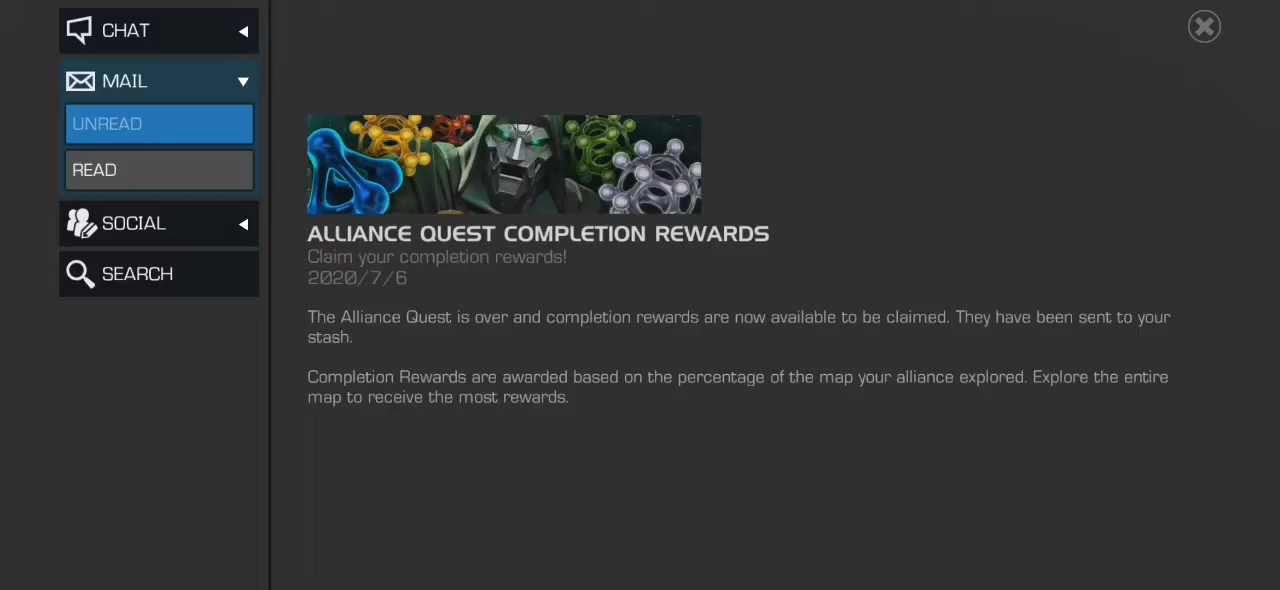 CHAT
MAIL
UNREAD
READ
SOCIAL
SEARCH
ALLIANCE QUEST COMPLETION REWARDS
Claim your completion rewards!
2020/7/6
The Alliance Quest is over and completion rewards are now available to be claimed. They have been sent to your
stash.
Completion Rewards are awarded based on the percentage of the map your alliance explored. Explore the entire
map to receive the most rewards.